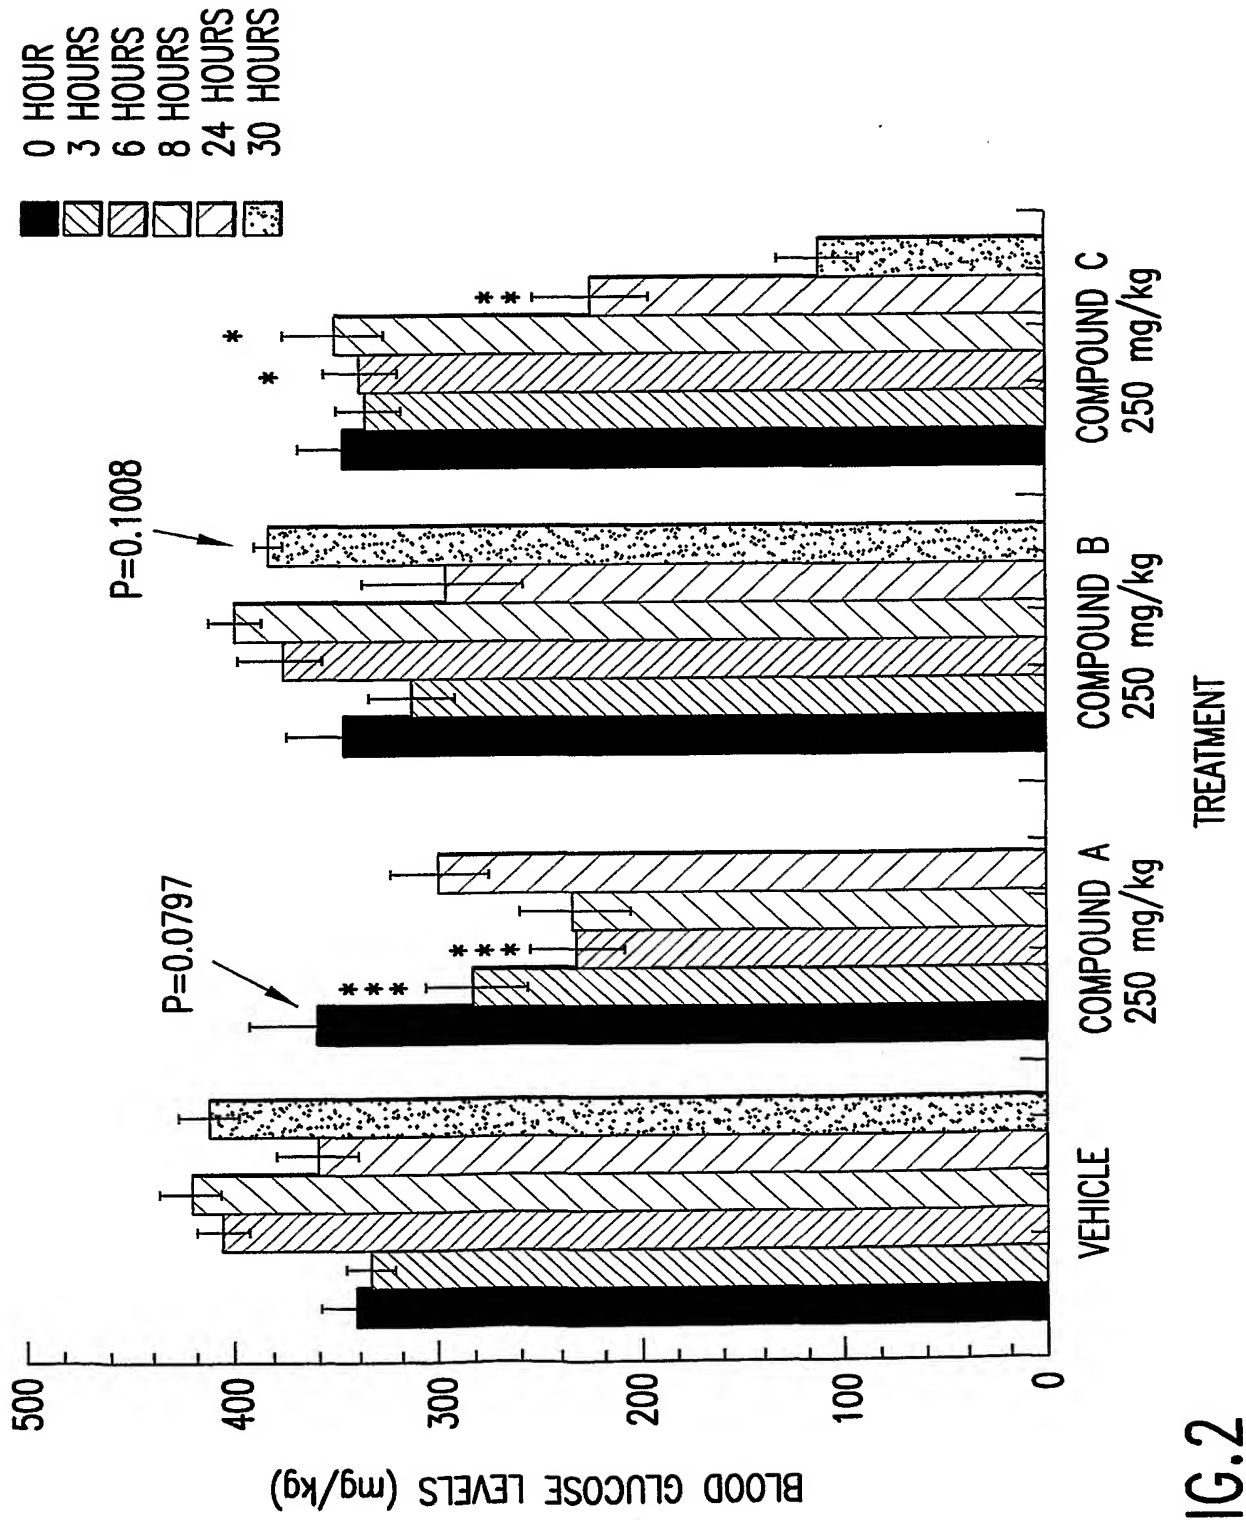 0 HOUR
3 HOURS
6 HOURS
8 HOURS
24 HOURS
30 HOURS
P=0.0797
P=0.1008
***
***
*
*
**
500
400
300
200
100
0
BLOOD GLUCOSE LEVELS (mg/kg)
VEHICLE
COMPOUND A
250 mg/kg
COMPOUND B
250 mg/kg
COMPOUND C
250 mg/kg
TREATMENT
IG.2